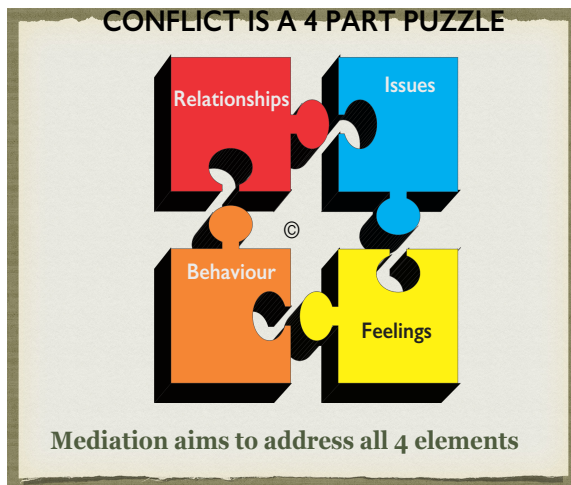 CONFLICT IS A 4 PART PUZZLE
Relationships
Issues
©
Behaviour
Feelings
Mediation aims to address all 4 elements